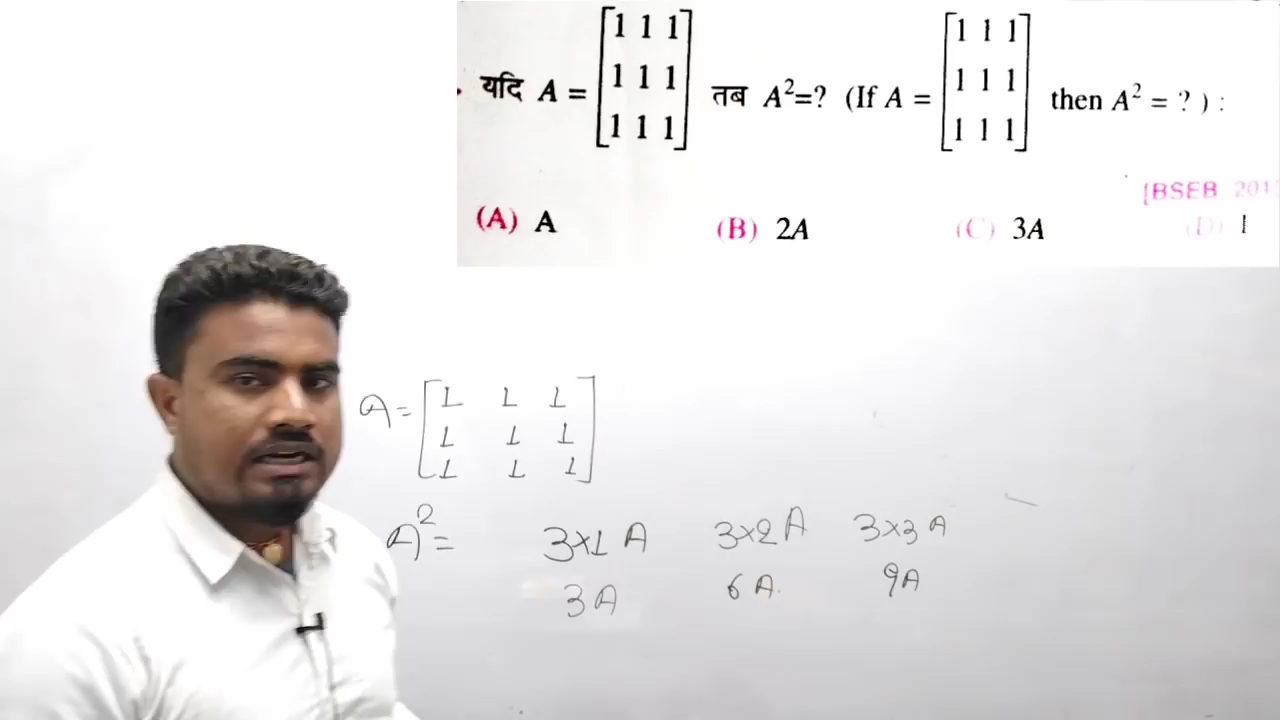 यदि A = [1 1 1 1 1 1 1 1 1] तब A²=? (If A = [1 1 1 1 1 1 1 1 1] then A² = ? ) :
[BSEB, 201
(A) A (B) 2A (C) 3A (D) 1
A = [1 1 1
1 1 1
1 1 1]
A² = 3×1 A 3×2 A 3×3 A
3A 6A. 9A